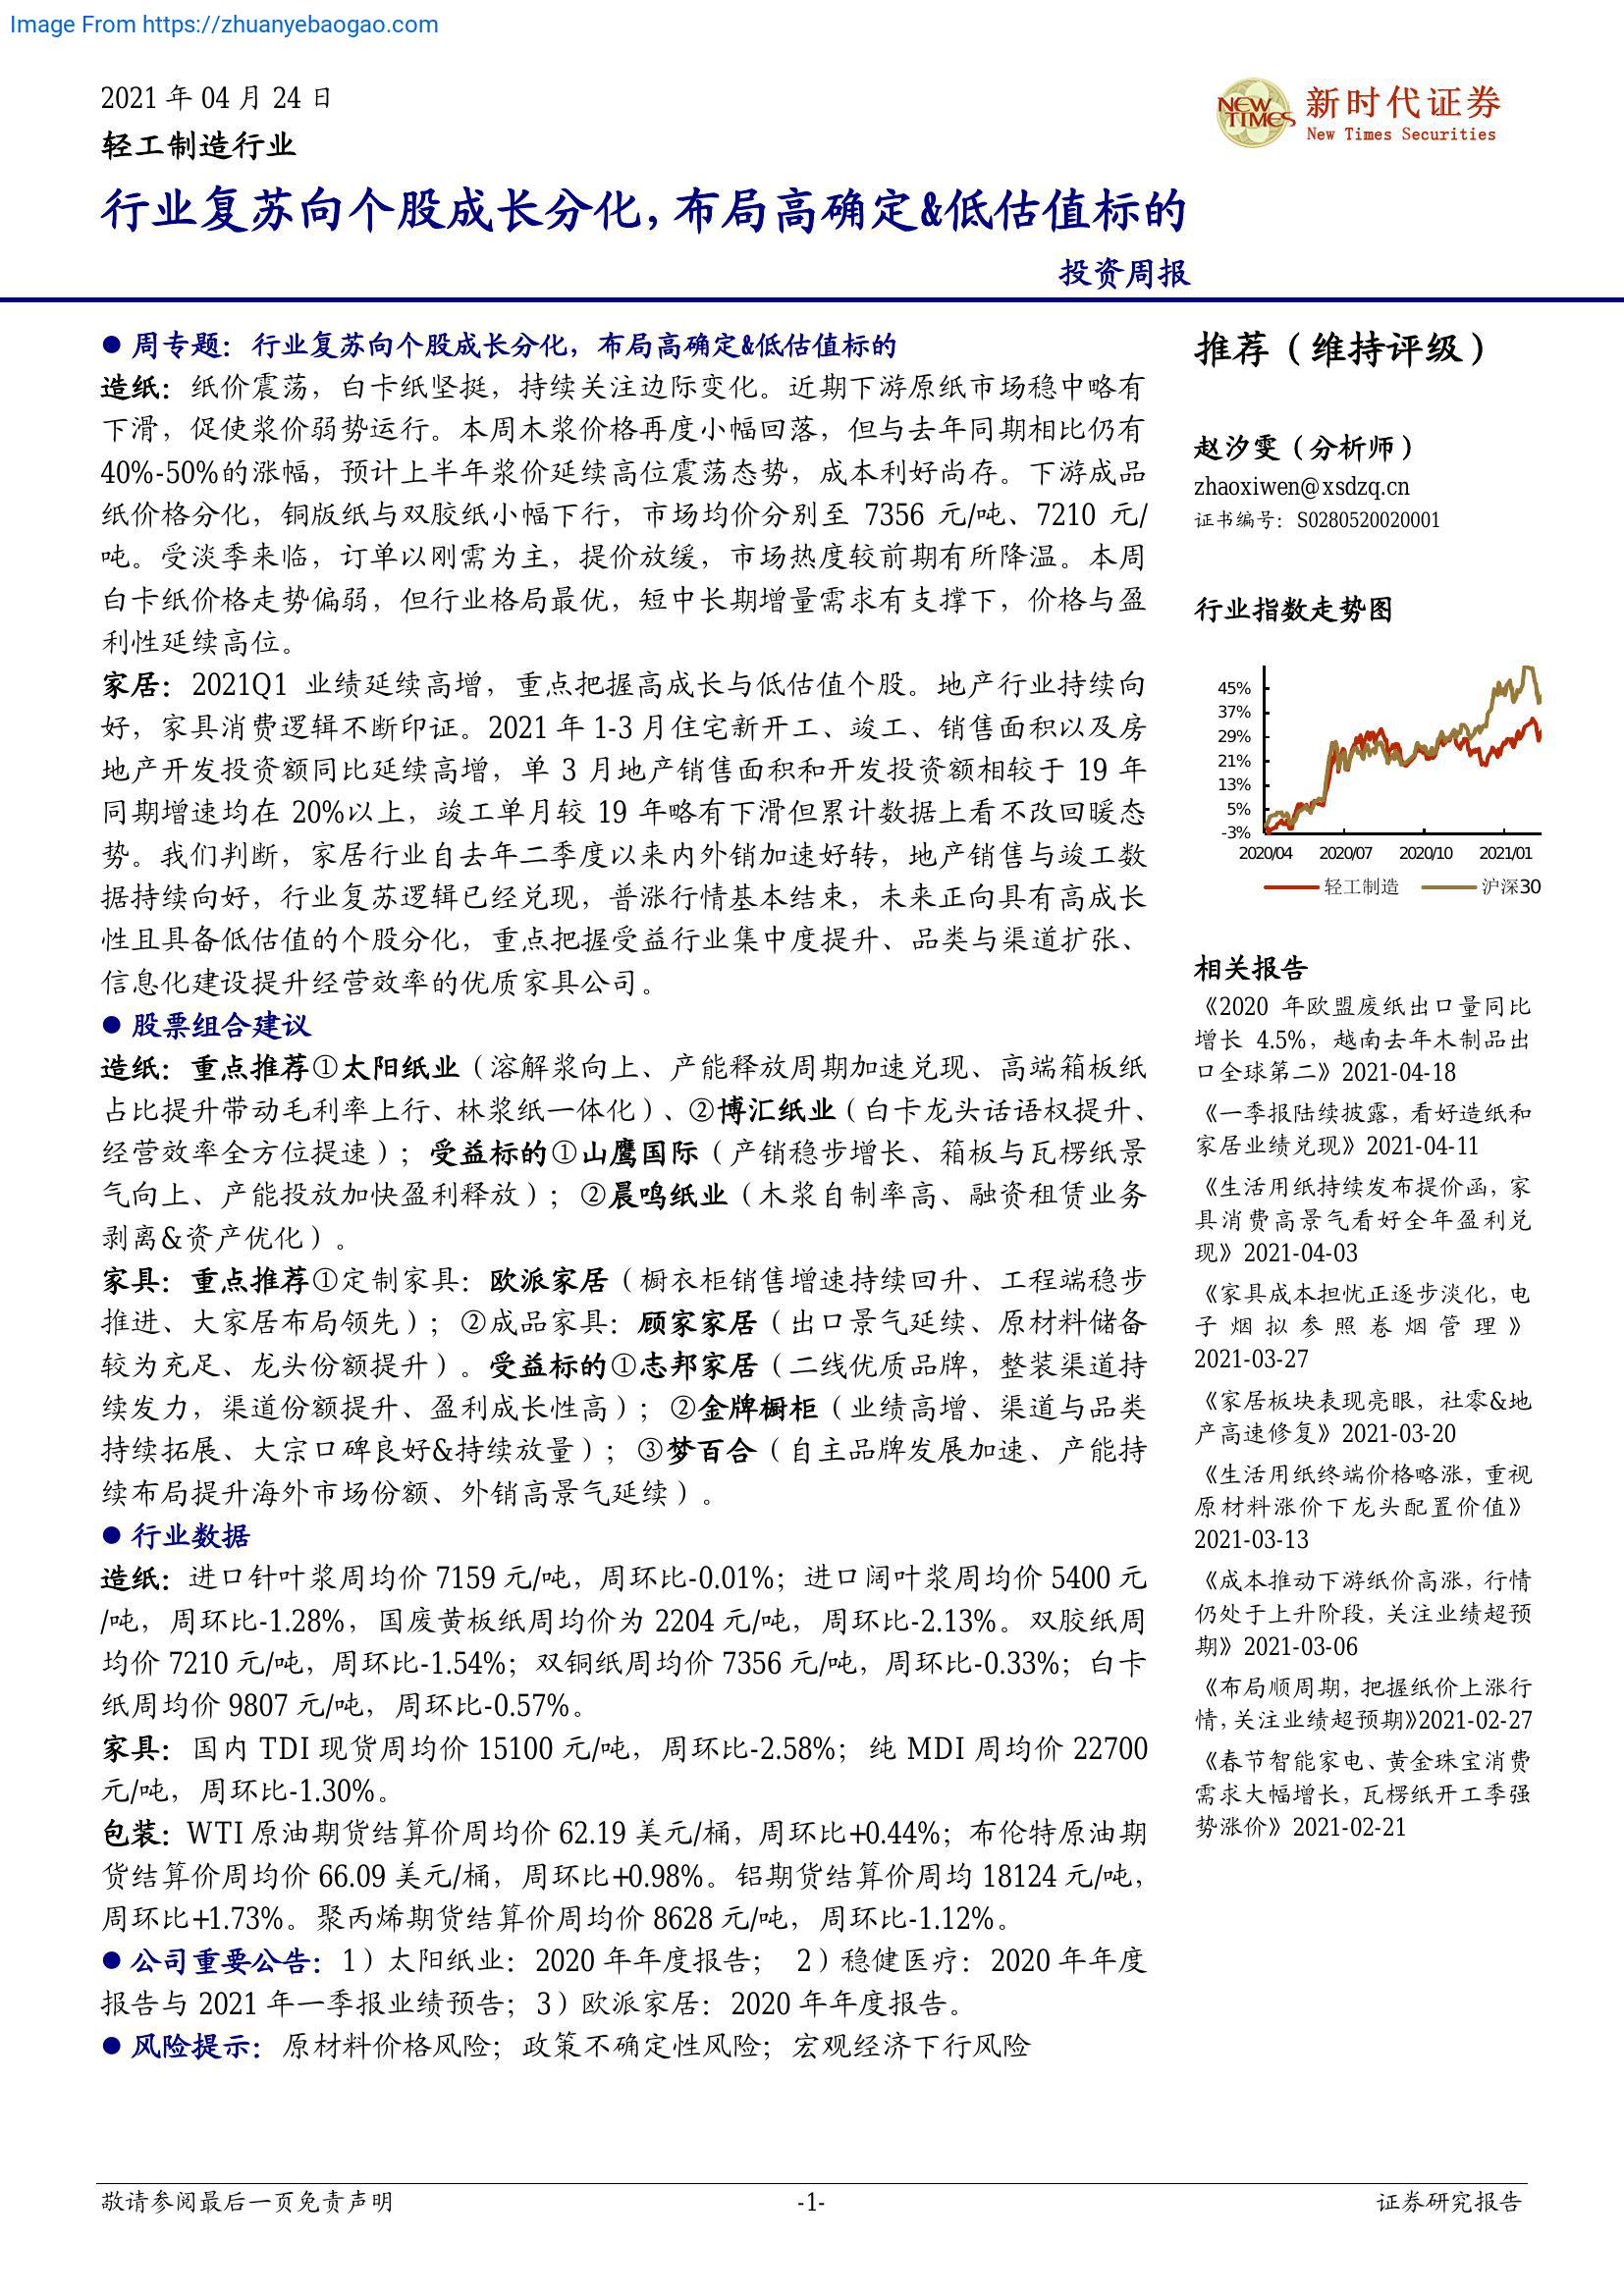 Image From https://zhuanyebaogao.com
2021 年 04 月 24 日
NEW TIMES
新时代证券
New Times Securities
轻工制造行业
行业复苏向个股成长分化，布局高确定&低估值标的
投资周报
● 周专题：行业复苏向个股成长分化，布局高确定&低估值标的
造纸：纸价震荡，白卡纸坚挺，持续关注边际变化。近期下游原纸市场稳中略有
下滑，促使浆价弱势运行。本周木浆价格再度小幅回落，但与去年同期相比仍有
40%-50%的涨幅，预计上半年浆价延续高位震荡态势，成本利好尚存。下游成品
纸价格分化，铜版纸与双胶纸小幅下行，市场均价分别至 7356 元/吨、7210 元/
吨。受淡季来临，订单以刚需为主，提价放缓，市场热度较前期有所降温。本周
白卡纸价格走势偏弱，但行业格局最优，短中长期增量需求有支撑下，价格与盈
利性延续高位。
家居：2021Q1 业绩延续高增，重点把握高成长与低估值个股。地产行业持续向
好，家具消费逻辑不断印证。2021 年 1-3 月住宅新开工、竣工、销售面积以及房
地产开发投资额同比延续高增，单 3 月地产销售面积和开发投资额相较于 19 年
同期增速均在 20%以上，竣工单月较 19 年略有下滑但累计数据上看不改回暖态
势。我们判断，家居行业自去年二季度以来内外销加速好转，地产销售与竣工数
据持续向好，行业复苏逻辑已经兑现，普涨行情基本结束，未来正向具有高成长
性且具备低估值的个股分化，重点把握受益行业集中度提升、品类与渠道扩张、
信息化建设提升经营效率的优质家具公司。
● 股票组合建议
造纸：重点推荐①太阳纸业（溶解浆向上、产能释放周期加速兑现、高端箱板纸
占比提升带动毛利率上行、林浆纸一体化）、②博汇纸业（白卡龙头话语权提升、
经营效率全方位提速）；受益标的①山鹰国际（产销稳步增长、箱板与瓦楞纸景
气向上、产能投放加快盈利释放）；②晨鸣纸业（木浆自制率高、融资租赁业务
剥离&资产优化）。
家具：重点推荐①定制家具：欧派家居（橱衣柜销售增速持续回升、工程端稳步
推进、大家居布局领先）；②成品家具：顾家家居（出口景气延续、原材料储备
较为充足、龙头份额提升）。受益标的①志邦家居（二线优质品牌，整装渠道持
续发力，渠道份额提升、盈利成长性高）；②金牌橱柜（业绩高增、渠道与品类
持续拓展、大宗口碑良好&持续放量）；③梦百合（自主品牌发展加速、产能持
续布局提升海外市场份额、外销高景气延续）。
● 行业数据
造纸：进口针叶浆周均价 7159 元/吨，周环比-0.01%；进口阔叶浆周均价 5400 元
/吨，周环比-1.28%，国废黄板纸周均价为 2204 元/吨，周环比-2.13%。双胶纸周
均价 7210 元/吨，周环比-1.54%；双铜纸周均价 7356 元/吨，周环比-0.33%；白卡
纸周均价 9807 元/吨，周环比-0.57%。
家具：国内 TDI 现货周均价 15100 元/吨，周环比-2.58%；纯 MDI 周均价 22700
元/吨，周环比-1.30%。
包装：WTI 原油期货结算价周均价 62.19 美元/桶，周环比+0.44%；布伦特原油期
货结算价周均价 66.09 美元/桶，周环比+0.98%。铝期货结算价周均 18124 元/吨，
周环比+1.73%。聚丙烯期货结算价周均价 8628 元/吨，周环比-1.12%。
● 公司重要公告：1）太阳纸业：2020 年年度报告； 2）稳健医疗：2020 年年度
报告与 2021 年一季报业绩预告；3）欧派家居：2020 年年度报告。
● 风险提示：原材料价格风险；政策不确定性风险；宏观经济下行风险
推荐（维持评级）
赵汐雯（分析师）
zhaoxiwen@xsdzq.cn
证书编号：S0280520020001
行业指数走势图
45%
37%
29%
21%
13%
5%
-3%
2020/04 2020/07 2020/10 2021/01
轻工制造 沪深30
相关报告
《2020 年欧盟废纸出口量同比
增长 4.5%，越南去年木制品出
口全球第二》2021-04-18
《一季报陆续披露，看好造纸和
家居业绩兑现》2021-04-11
《生活用纸持续发布提价函，家
具消费高景气看好全年盈利兑
现》2021-04-03
《家具成本担忧正逐步淡化，电
子烟拟参照卷烟管理》
2021-03-27
《家居板块表现亮眼，社零&地
产高速修复》2021-03-20
《生活用纸终端价格略涨，重视
原材料涨价下龙头配置价值》
2021-03-13
《成本推动下游纸价高涨，行情
仍处于上升阶段，关注业绩超预
期》2021-03-06
《布局顺周期，把握纸价上涨行
情，关注业绩超预期》2021-02-27
《春节智能家电、黄金珠宝消费
需求大幅增长，瓦楞纸开工季强
势涨价》2021-02-21
敬请参阅最后一页免责声明 -1- 证券研究报告